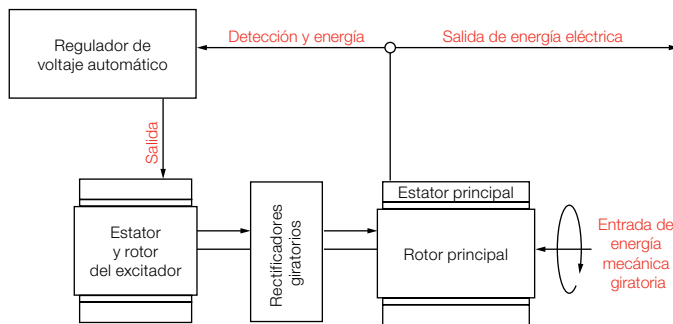 Regulador de
voltaje automático
Detección y energía
Salida de energía eléctrica
Salida
Estator
y rotor
del excitador
Rectificadores
giratorios
Estator principal
Rotor principal
Entrada de
energía
mecánica
giratoria